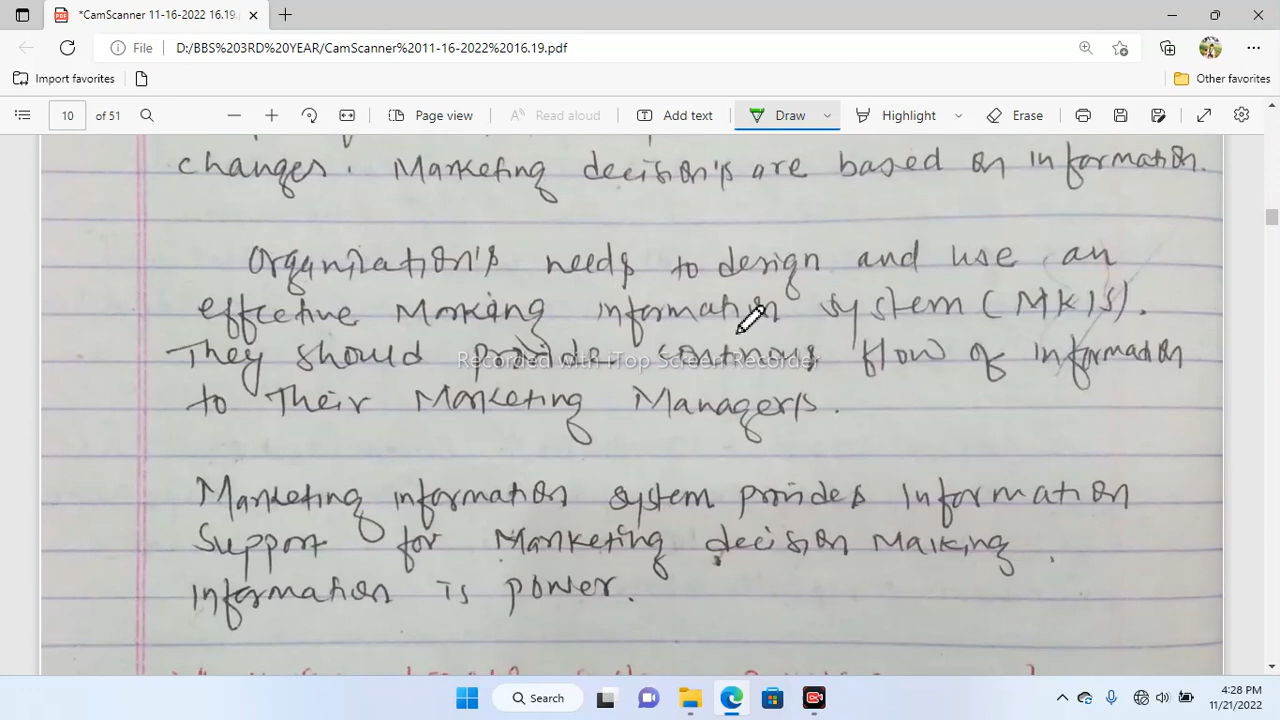 *CamScanner 11-16-2022 16.19.
File D:/BBS%203RD%20YEAR/CamScanner%2011-16-2022%2016.19.pdf
Import favorites
Other favorites
10 of 51
Page view
Read aloud
Add text
Draw
Highlight
Erase
changes. Marketing decision's are based on information.
Organization's needs to design and use an
effective Marking information system (MKIS).
They should provide continous flow of information
Recorded with iTop Screen Recorder
to Their Marketing Managers.
Marketing information system provides information
Support for Marketing decision Making.
information is power.
Search
4:28 PM
11/21/2022